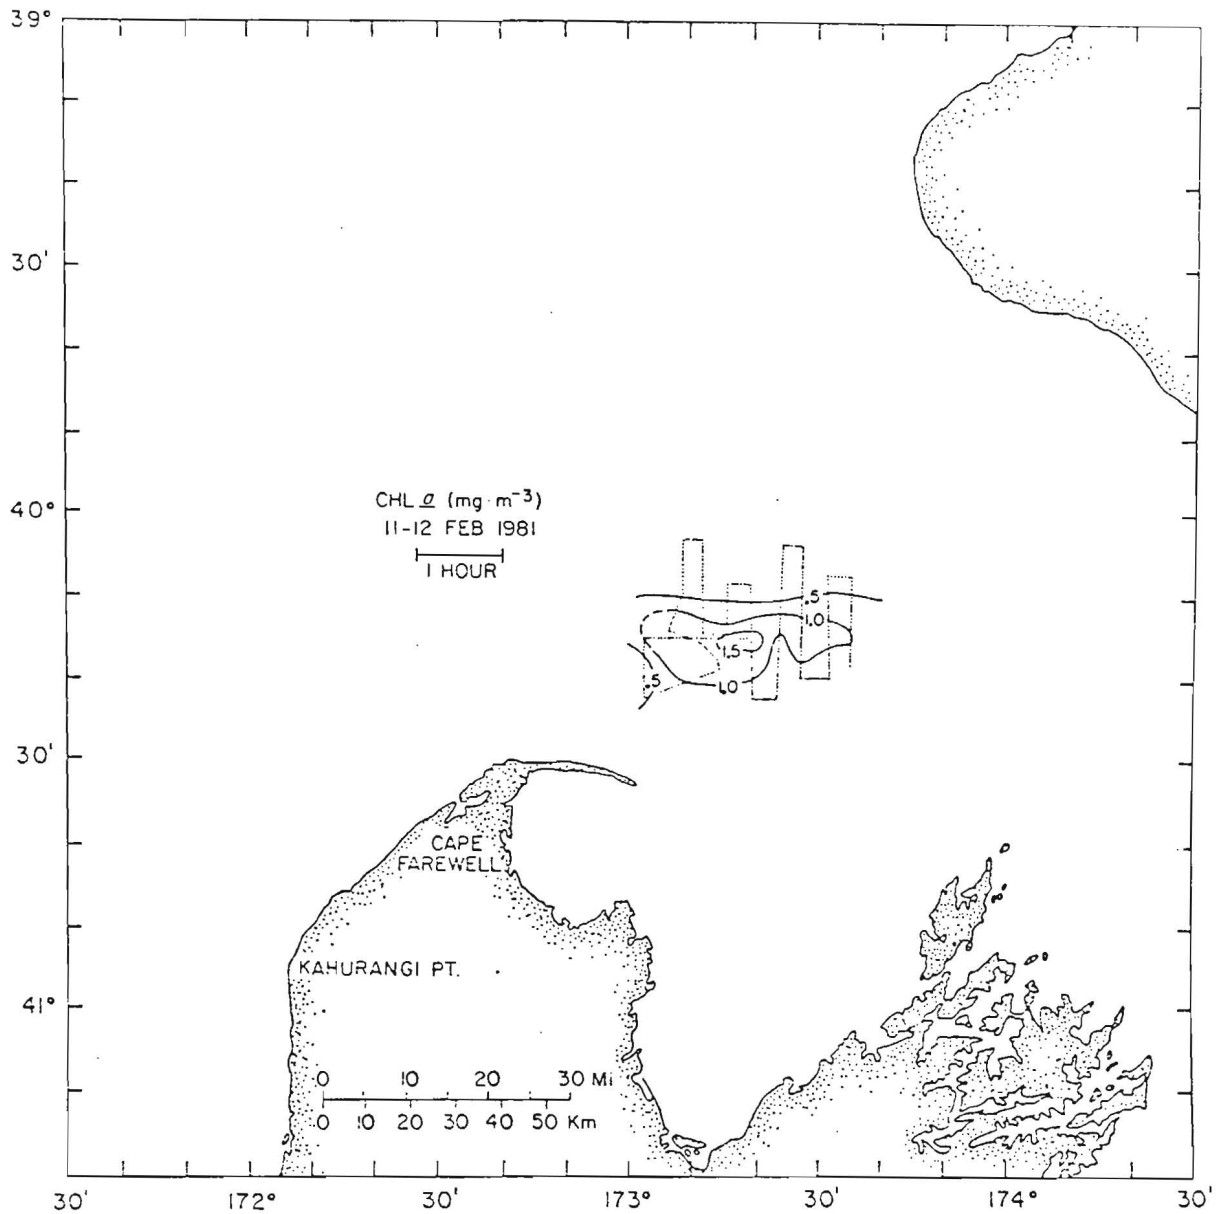 39°
30'
40°
CHL a (mg·m⁻³)
11-12 FEB 1981
1 HOUR
.5
1.0
1.5
.5
1.0
30'
CAPE
FAREWELL
KAHURANGI PT.
41°
0 10 20 30 Mi
0 10 20 30 40 50 Km
30' 172° 30' 173° 30' 174° 30'